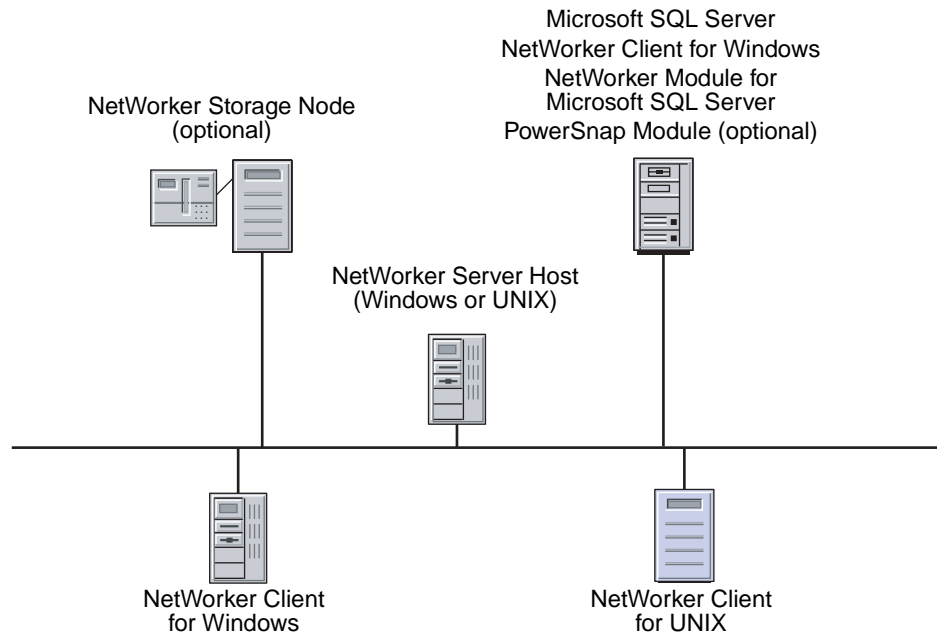 Microsoft SQL Server
NetWorker Client for Windows
NetWorker Module for
Microsoft SQL Server
PowerSnap Module (optional)
NetWorker Storage Node
(optional)
NetWorker Server Host
(Windows or UNIX)
NetWorker Client
for Windows
NetWorker Client
for UNIX